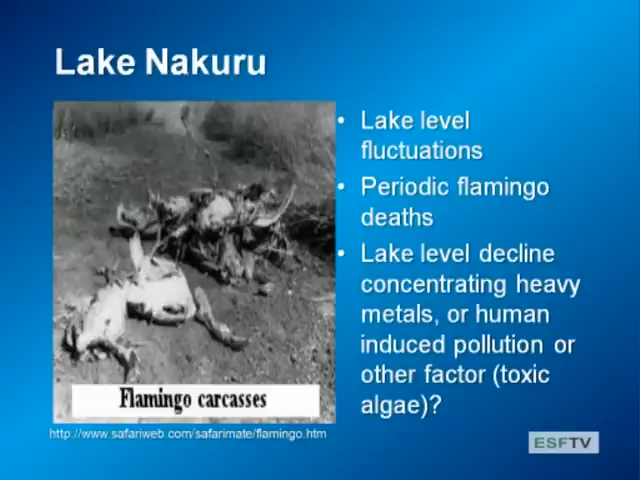 Lake Nakuru
• Lake level
fluctuations
• Periodic flamingo
deaths
• Lake level decline
concentrating heavy
metals, or human
induced pollution or
other factor (toxic
algae)?
Flamingo carcasses
http://www.safariweb.com/safarimate/flamingo.htm
ESFTV